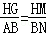 HG/AB = HM/BN